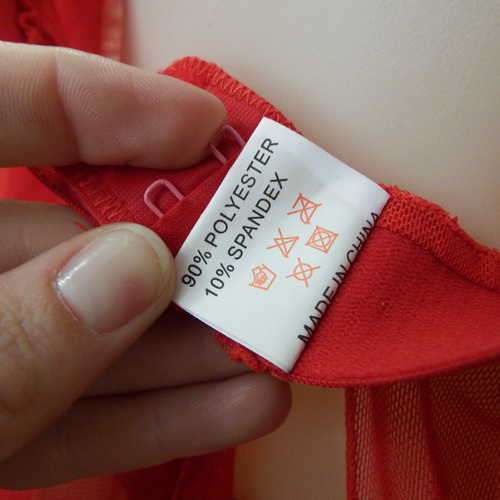 90% POLYESTER
10% SPANDEX
MADE IN CHINA